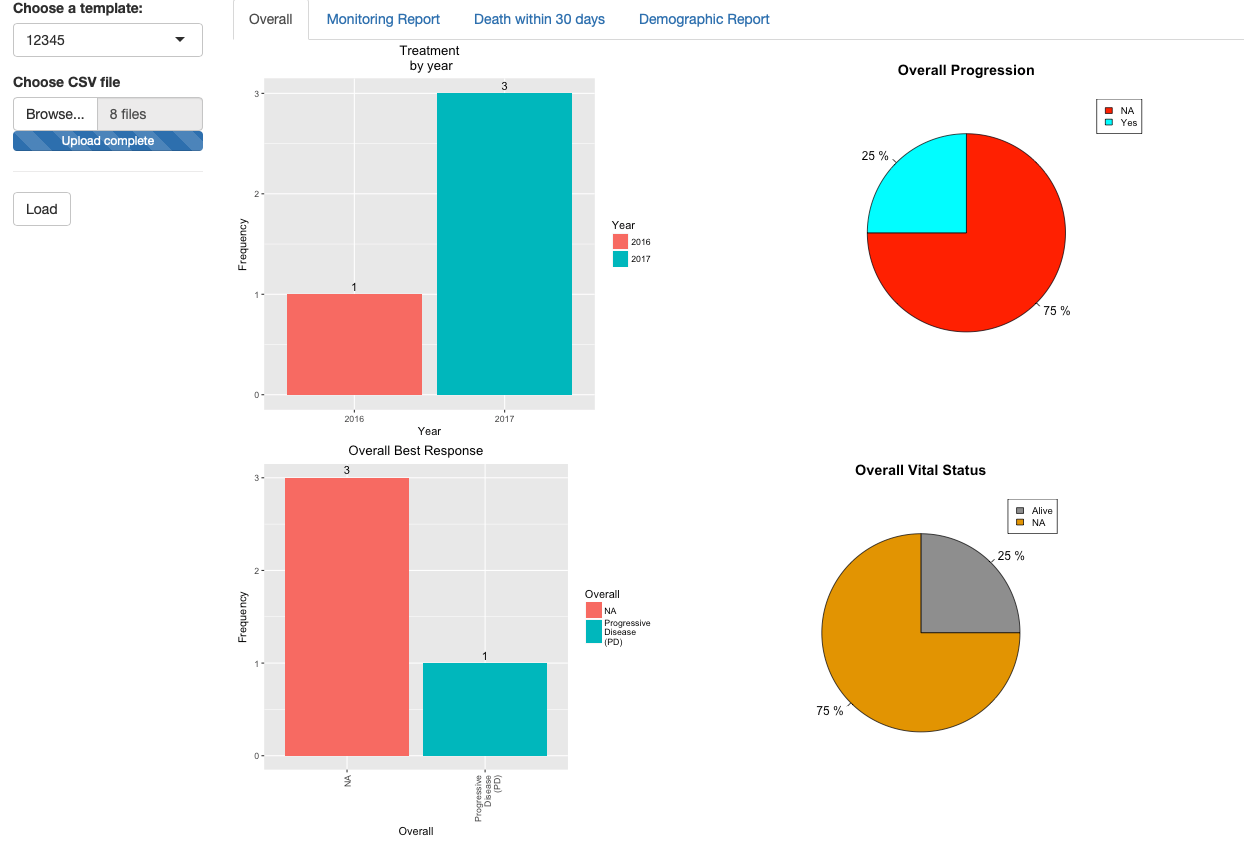 Choose a template:
12345
Choose CSV file
Browse... 8 files
Upload complete
Load
Overall Monitoring Report Death within 30 days Demographic Report
Treatment
by year
3
3
2
1
1
0
Frequency
2016 2017
Year
Year
2016
2017
Overall Progression
NA
Yes
25 %
75 %
Overall Best Response
3
3
2
1
1
0
Frequency
NA
Progressive
Disease
(PD)
Overall
Overall
NA
Progressive
Disease
(PD)
Overall Vital Status
Alive
NA
25 %
75 %